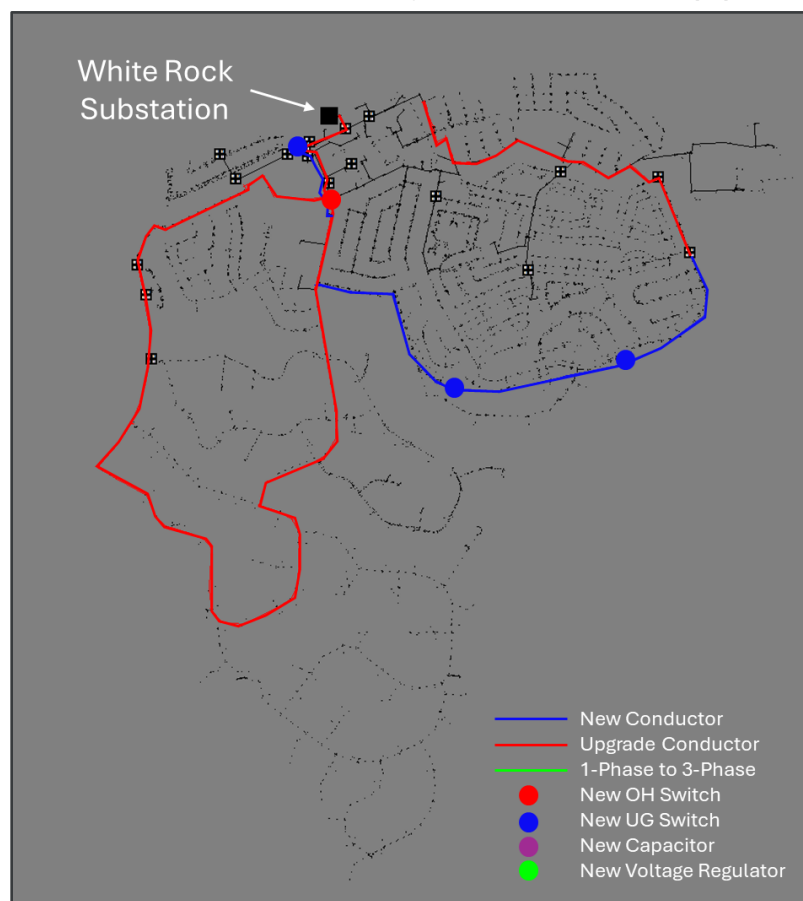 White Rock
Substation
New Conductor
Upgrade Conductor
1-Phase to 3-Phase
New OH Switch
New UG Switch
New Capacitor
New Voltage Regulator